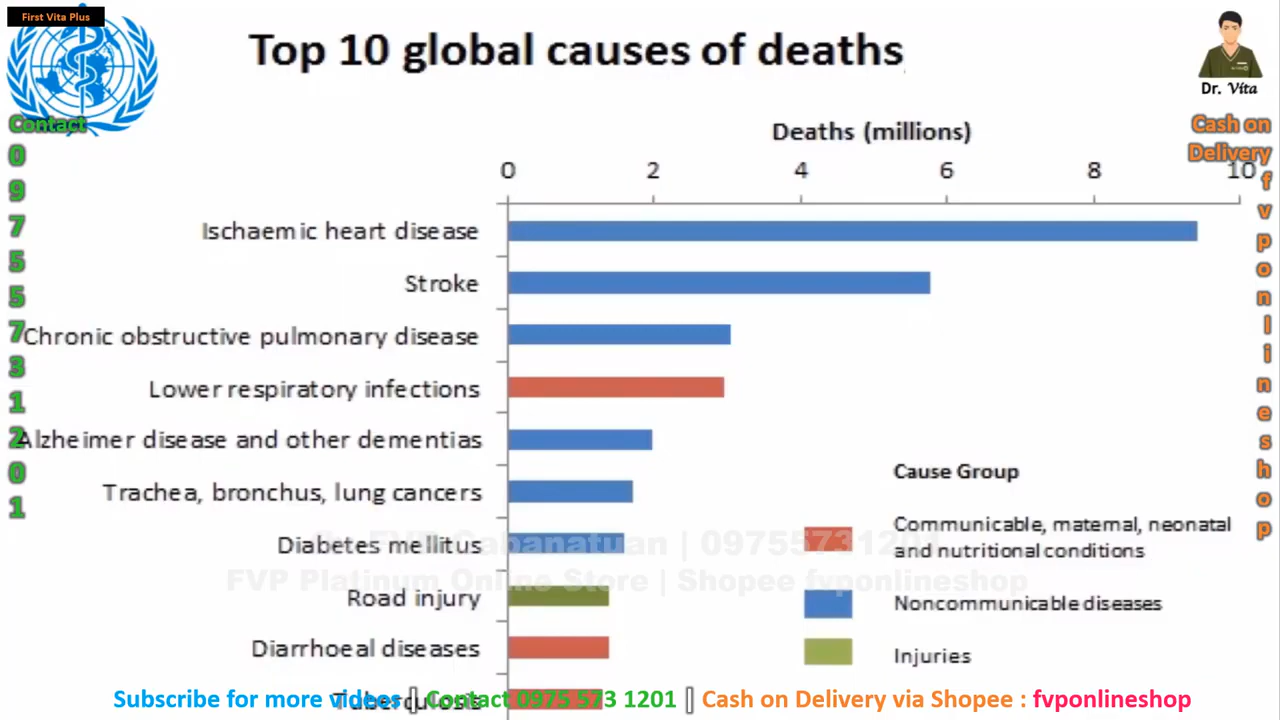 First Vita Plus
Top 10 global causes of deaths
Dr. Vita
Contact
0
9
7
5
5
7
3
1
2
0
1
Cash on
Delivery
f
v
p
o
n
l
i
n
e
s
h
o
p
Deaths (millions)
0 2 4 6 8 10
Ischaemic heart disease
Stroke
Chronic obstructive pulmonary disease
Lower respiratory infections
Alzheimer disease and other dementias
Trachea, bronchus, lung cancers
Diabetes mellitus
Road injury
Diarrhoeal diseases
Tuberculosis
Cause Group
Communicable, maternal, neonatal
and nutritional conditions
Noncommunicable diseases
Injuries
FVP Cabanatuan | 09755731201
FVP Platinum Online Store | Shopee fvponlineshop
Subscribe for more videos | Contact 0975 573 1201 | Cash on Delivery via Shopee : fvponlineshop